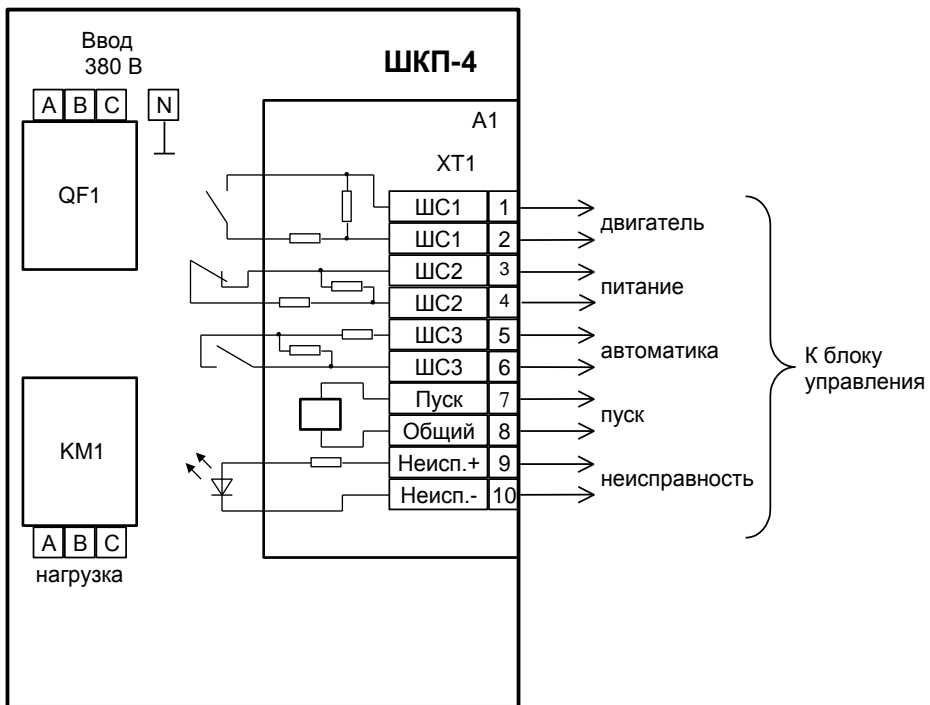 Ввод
380 В
ШКП-4
A B C N
QF1
A1
XT1
ШС1 1
ШС1 2
двигатель
ШС2 3
ШС2 4
питание
ШС3 5
ШС3 6
автоматика
Пуск 7
Общий 8
пуск
Неисп.+ 9
Неисп.- 10
неисправность
К блоку
управления
KM1
A B C
нагрузка